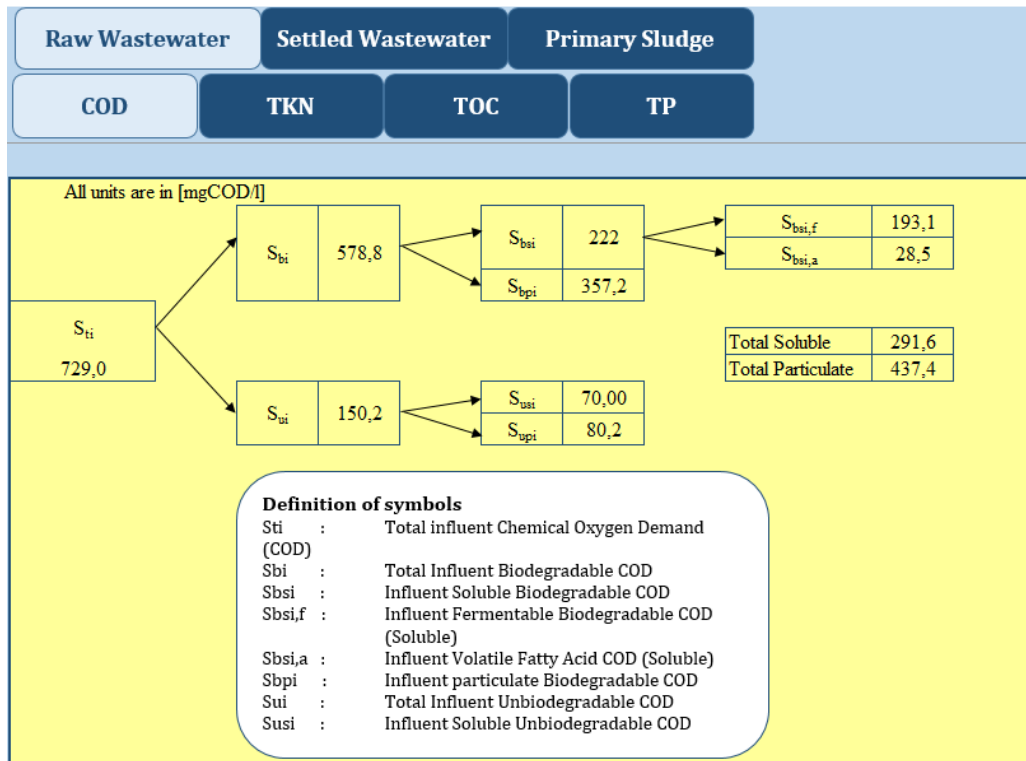 Raw Wastewater Settled Wastewater Primary Sludge
COD TKN TOC TP
All units are in [mgCOD/l]
Sbi 578,8
Sbsi 222
Sbpi 357,2
Sbsi,f 193,1
Sbsi,a 28,5
Sti
729,0
Total Soluble 291,6
Total Particulate 437,4
Sui 150,2
Susi 70,00
Supi 80,2
Definition of symbols
Sti : Total influent Chemical Oxygen Demand
(COD)
Sbi : Total Influent Biodegradable COD
Sbsi : Influent Soluble Biodegradable COD
Sbsi,f : Influent Fermentable Biodegradable COD
(Soluble)
Sbsi,a : Influent Volatile Fatty Acid COD (Soluble)
Sbpi : Influent particulate Biodegradable COD
Sui : Total Influent Unbiodegradable COD
Susi : Influent Soluble Unbiodegradable COD